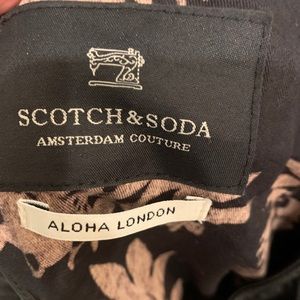 SCOTCH & SODA
AMSTERDAM COUTURE
ALOHA LONDON